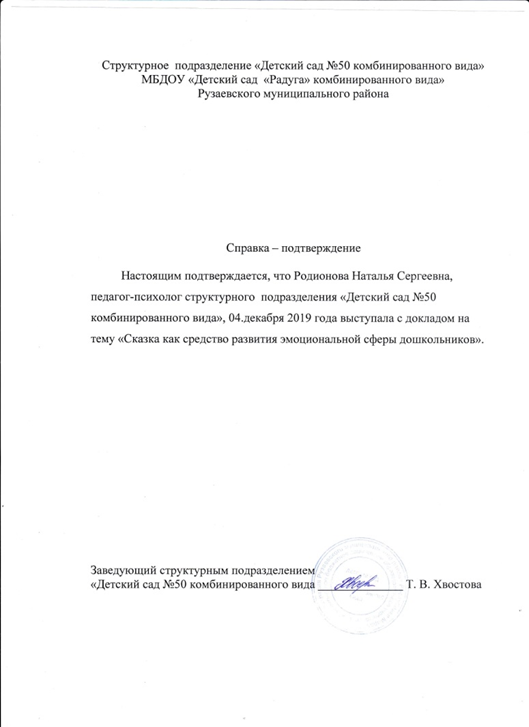 Структурное подразделение «Детский сад №50 комбинированного вида»
МБДОУ «Детский сад «Радуга» комбинированного вида»
Рузаевского муниципального района
Справка – подтверждение
Настоящим подтверждается, что Родионова Наталья Сергеевна,
педагог-психолог структурного подразделения «Детский сад №50
комбинированного вида», 04.декабря 2019 года выступала с докладом на
тему «Сказка как средство развития эмоциональной сферы дошкольников».
Заведующий структурным подразделением
«Детский сад №50 комбинированного вида ______________ Т. В. Хвостова